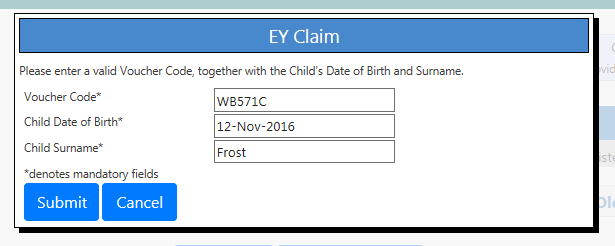 EY Claim
Please enter a valid Voucher Code, together with the Child's Date of Birth and Surname.
Voucher Code* WB571C
Child Date of Birth* 12-Nov-2016
Child Surname* Frost
*denotes mandatory fields
Submit Cancel